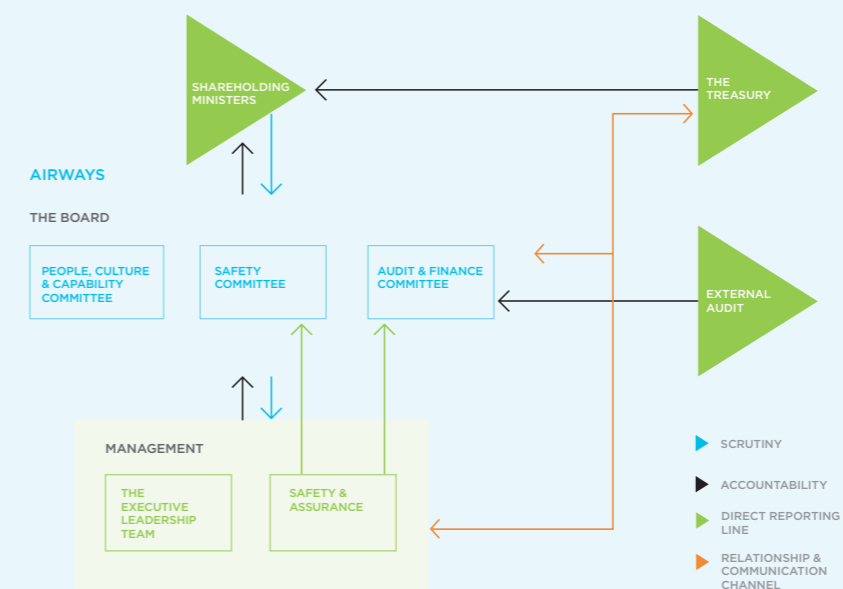 SHAREHOLDING
MINISTERS
THE
TREASURY
AIRWAYS
THE BOARD
PEOPLE, CULTURE
& CAPABILITY
COMMITTEE
SAFETY
COMMITTEE
AUDIT & FINANCE
COMMITTEE
EXTERNAL
AUDIT
MANAGEMENT
THE
EXECUTIVE
LEADERSHIP
TEAM
SAFETY &
ASSURANCE
SCRUTINY
ACCOUNTABILITY
DIRECT REPORTING
LINE
RELATIONSHIP &
COMMUNICATION
CHANNEL